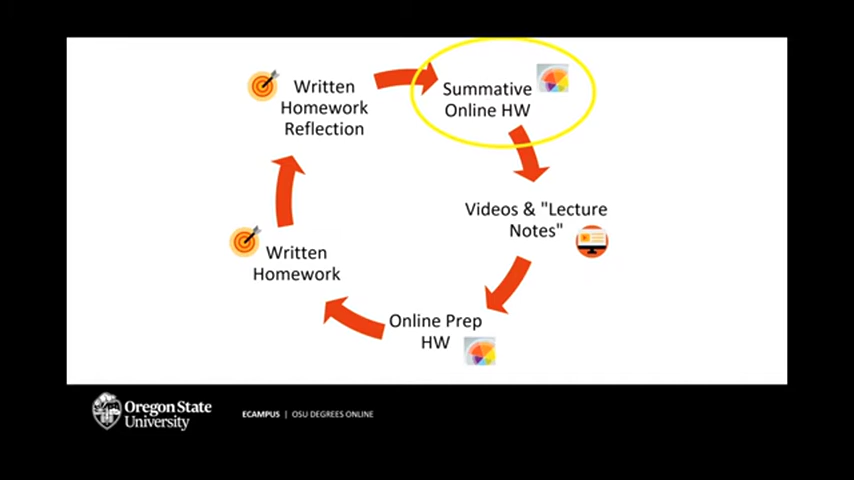 Written
Homework
Reflection
Summative
Online HW
Videos & "Lecture
Notes"
Online Prep
HW
Written
Homework
Oregon State
University
ECAMPUS | OSU DEGREES ONLINE